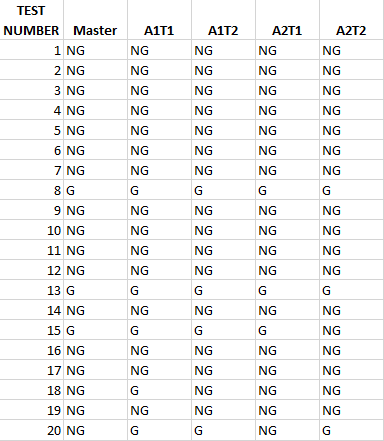 TEST
NUMBER Master A1T1 A1T2 A2T1 A2T2
1 NG NG NG NG NG
2 NG NG NG NG NG
3 NG NG NG NG NG
4 NG NG NG NG NG
5 NG NG NG NG NG
6 NG NG NG NG NG
7 NG NG NG NG NG
8 G G G G G
9 NG NG NG NG NG
10 NG NG NG NG NG
11 NG NG NG NG NG
12 NG NG NG NG NG
13 G G G G G
14 NG NG NG NG NG
15 G G G G NG
16 NG NG NG NG NG
17 NG NG NG NG NG
18 NG G NG NG NG
19 NG NG NG NG NG
20 NG G G NG G